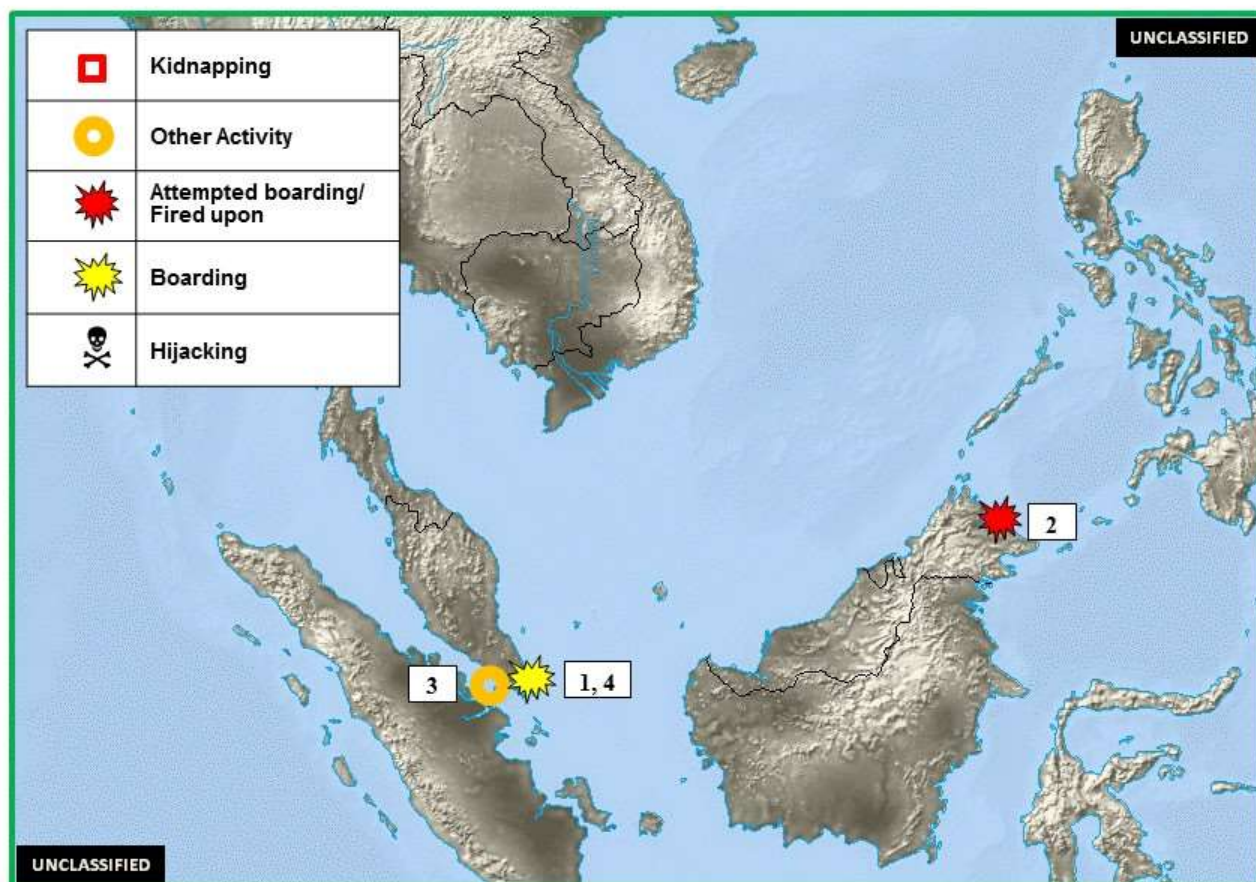 UNCLASSIFIED
Kidnapping
Other Activity
Attempted boarding/
Fired upon
Boarding
Hijacking
2
3
1, 4
UNCLASSIFIED